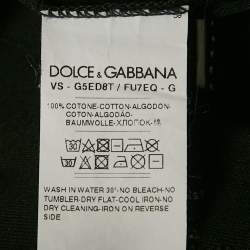 DOLCE & GABBANA
VS - G5ED8T / FU7EQ - G
100% COTONE-COTTON-ALGODON-
COTTON-ALGODÃO-
BAUMWOLLE-ХЛОПОК-棉
WASH IN WATER 30°-NO BLEACH-NO
TUMBLER-DRY FLAT-COOL IRON-NO
DRY CLEANING-IRON ON REVERSE
SIDE